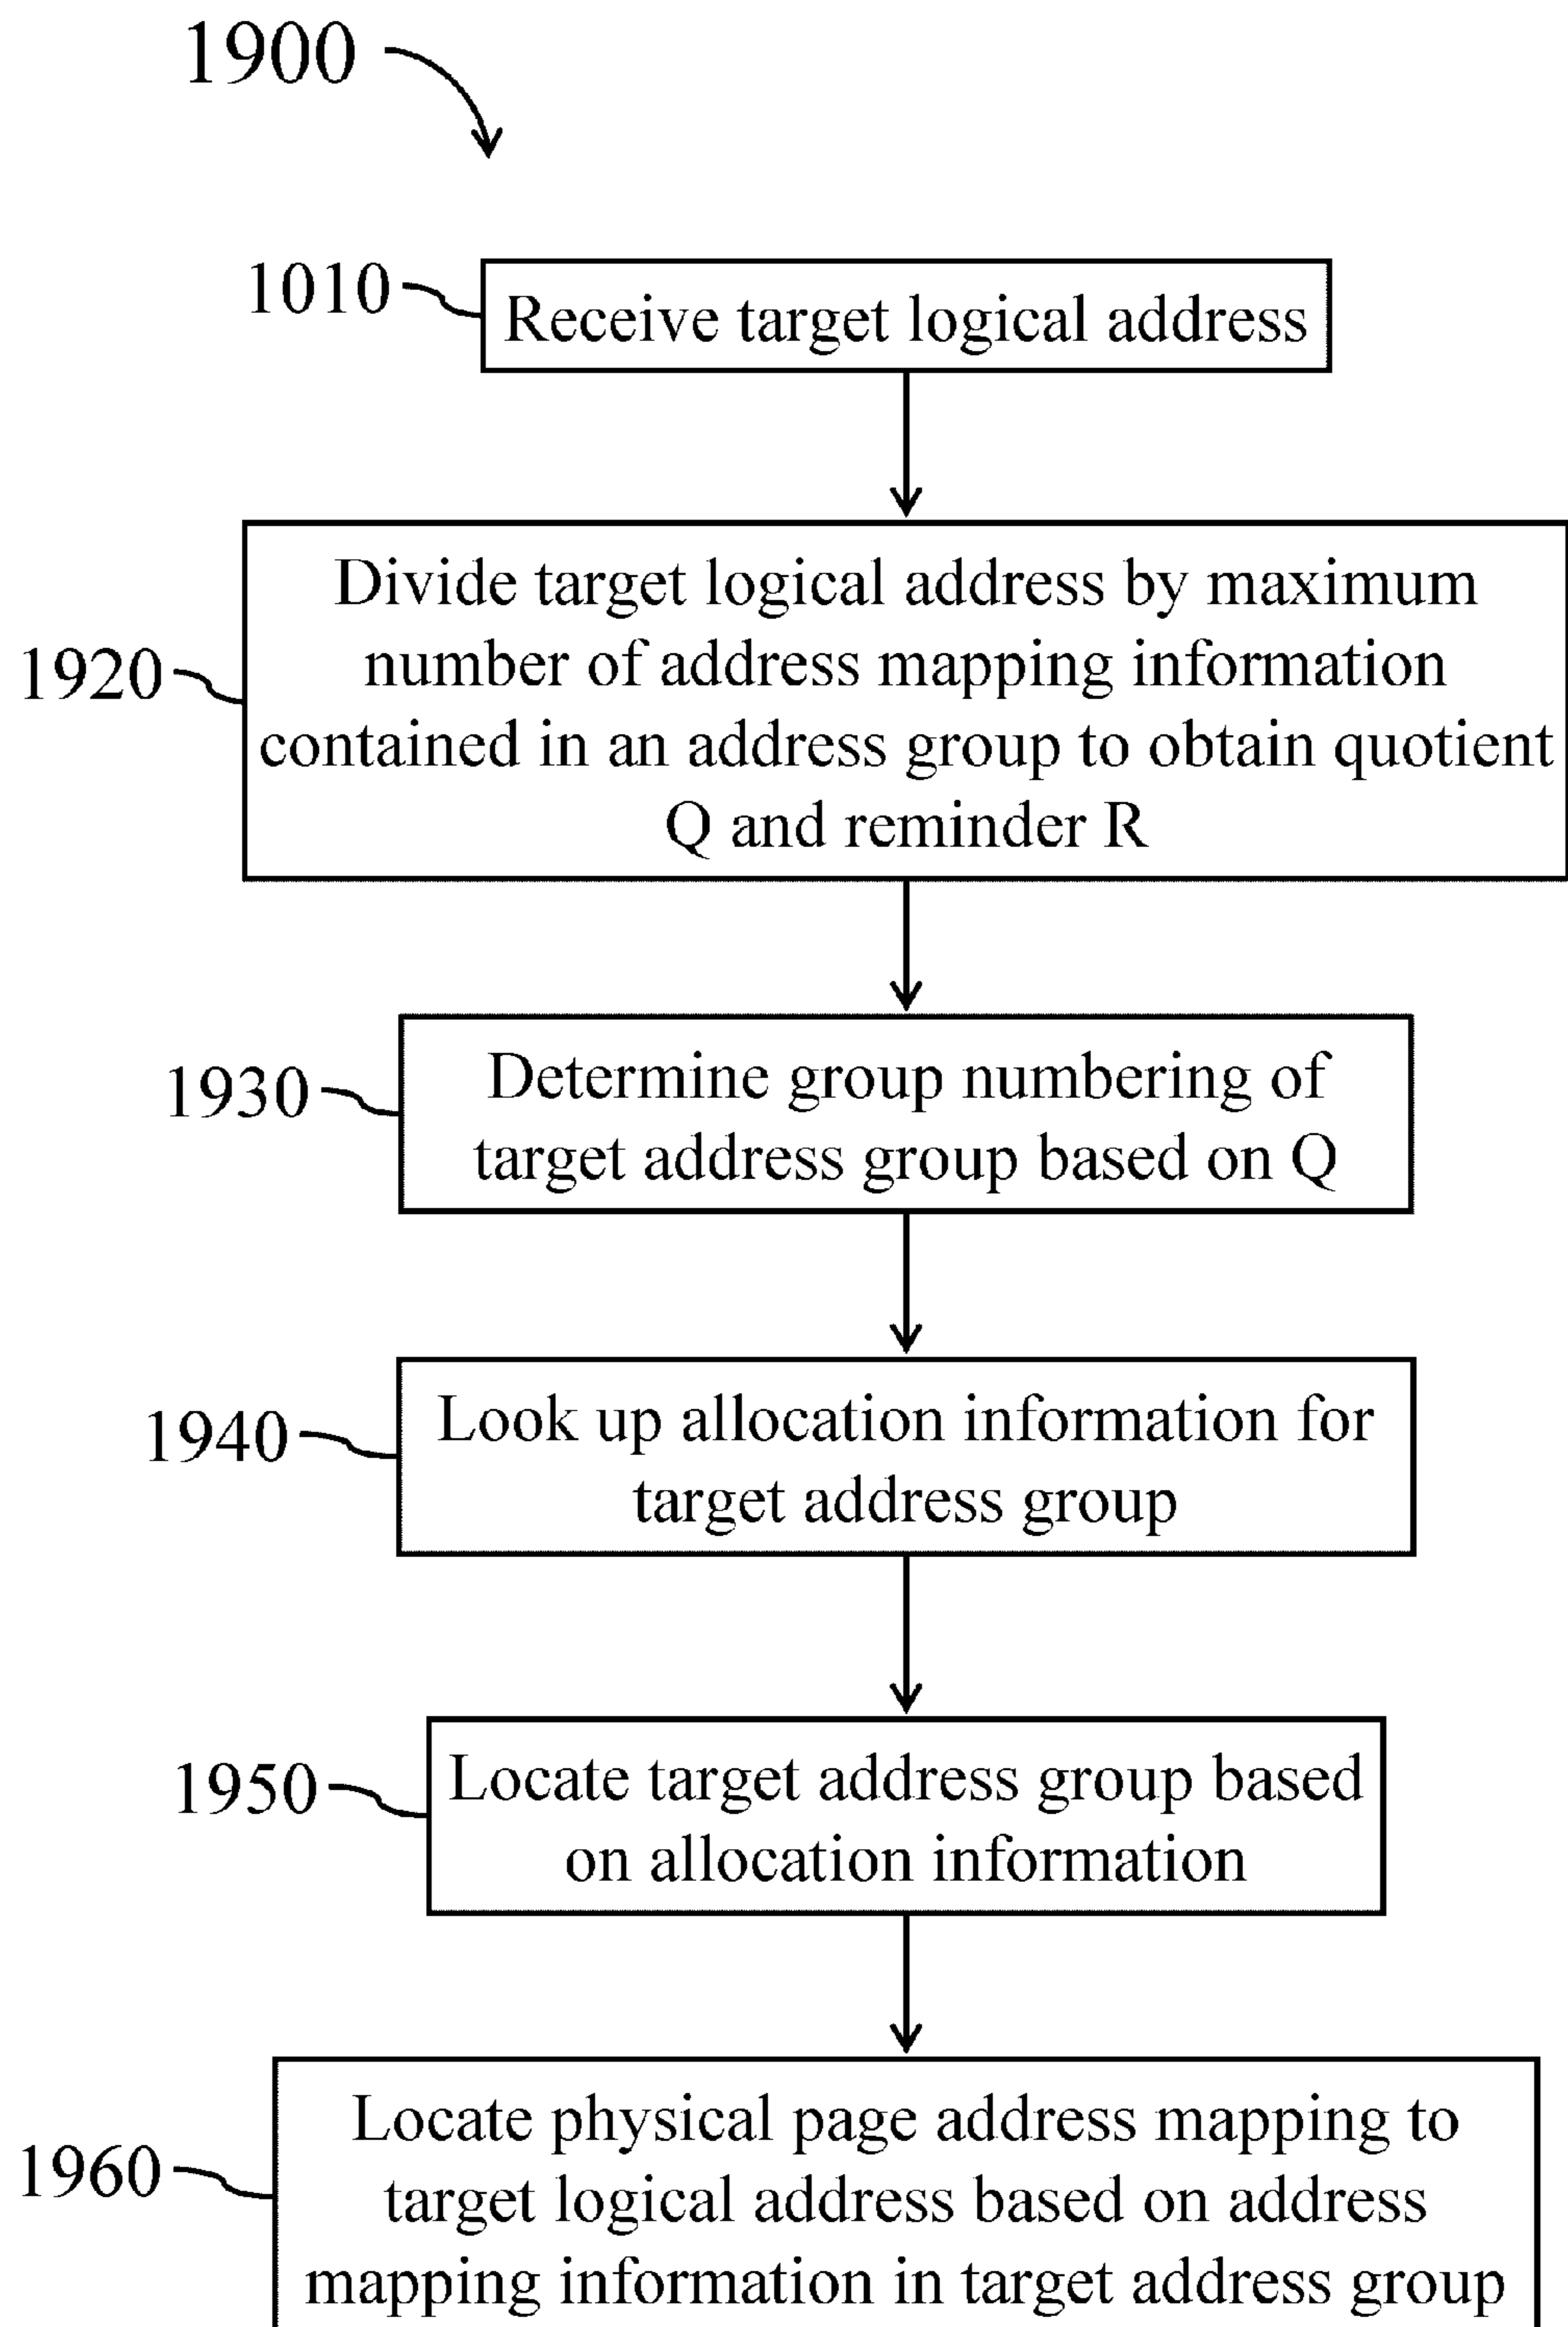 1900
1010
Receive target logical address
Divide target logical address by maximum
number of address mapping information
contained in an address group to obtain quotient
Q and reminder R
1920
Determine group numbering of
target address group based on Q
1930
Look up allocation information for
target address group
1940
Locate target address group based
on allocation information
1950
Locate physical page address mapping to
target logical address based on address
mapping information in target address group
1960